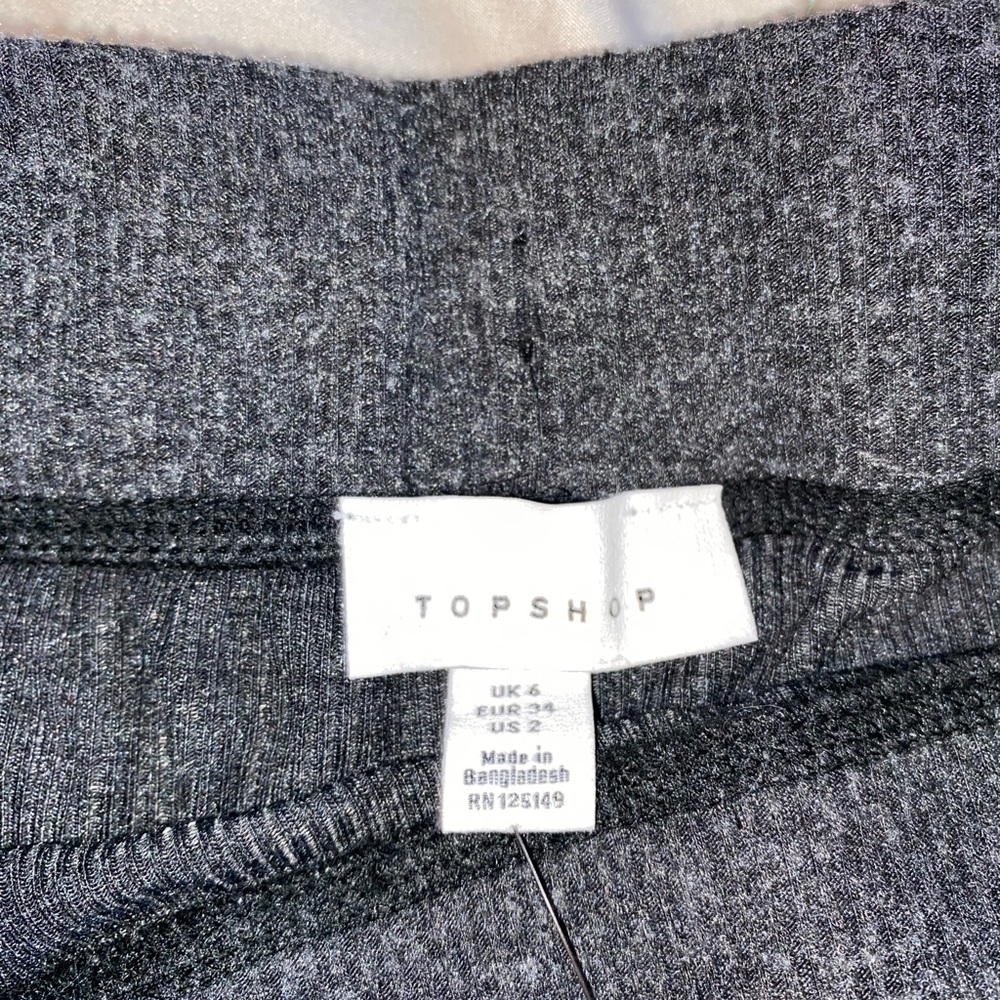 TOPSHOP
UK 6
EUR 34
US 2
Made in
Bangladesh
RN125149